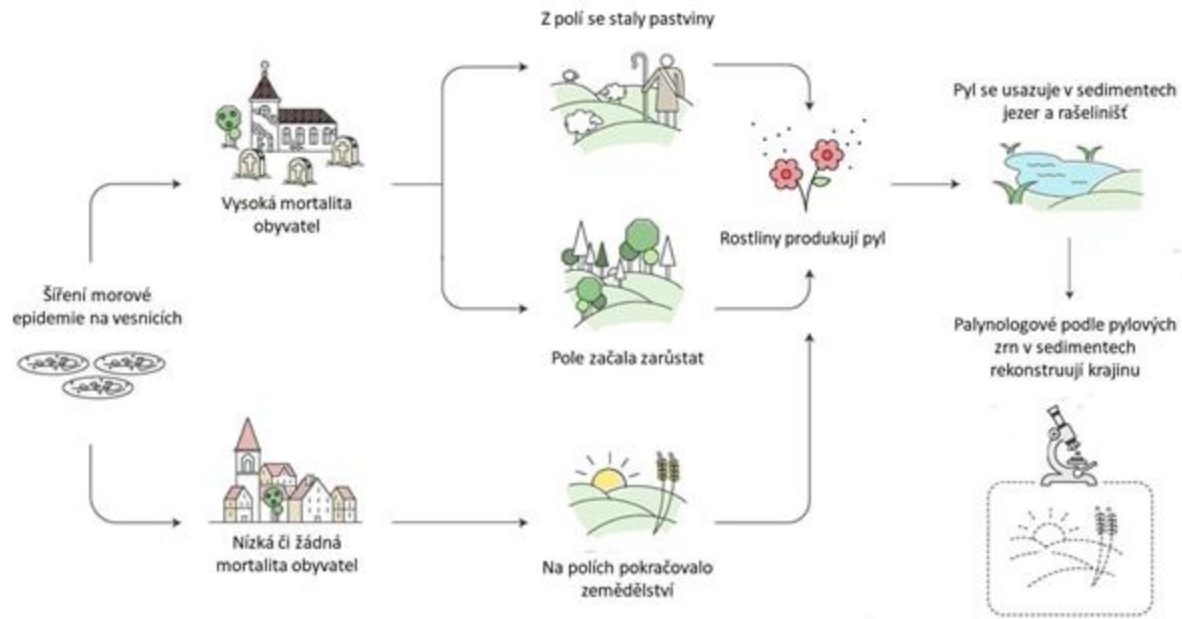 Z polí se staly pastviny
Pyl se usazuje v sedimentech
jezer a rašelinišť
Vysoká mortalita
obyvatel
Rostliny produkují pyl
Šíření morové
epidemie na vesnicích
Pole začala zarůstat
Palynologové podle pylových
zrn v sedimentech
rekonstruují krajinu
Nízká či žádná
mortalita obyvatel
Na polích pokračovalo
zemědělství